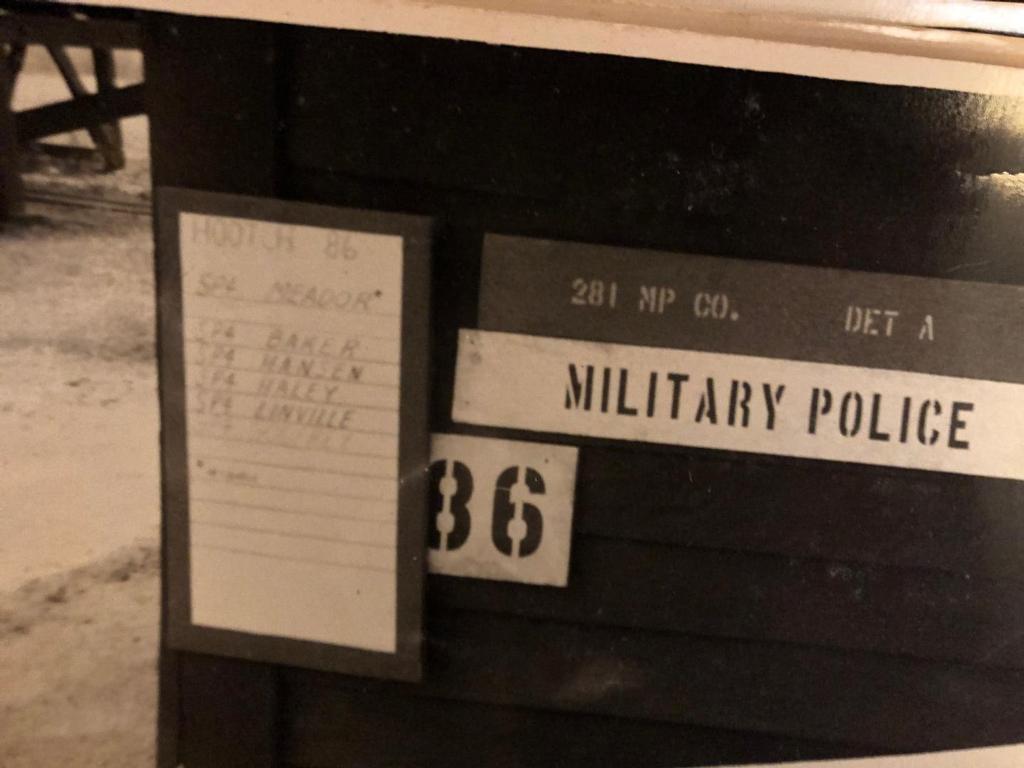 HOOTCH 86
SP4 MEADOR*
SP4 BAKER
SP4 HANSEN
SP4 HALEY
SP4 LINVILLE
SP4
281 MP CO. DET A
MILITARY POLICE
86